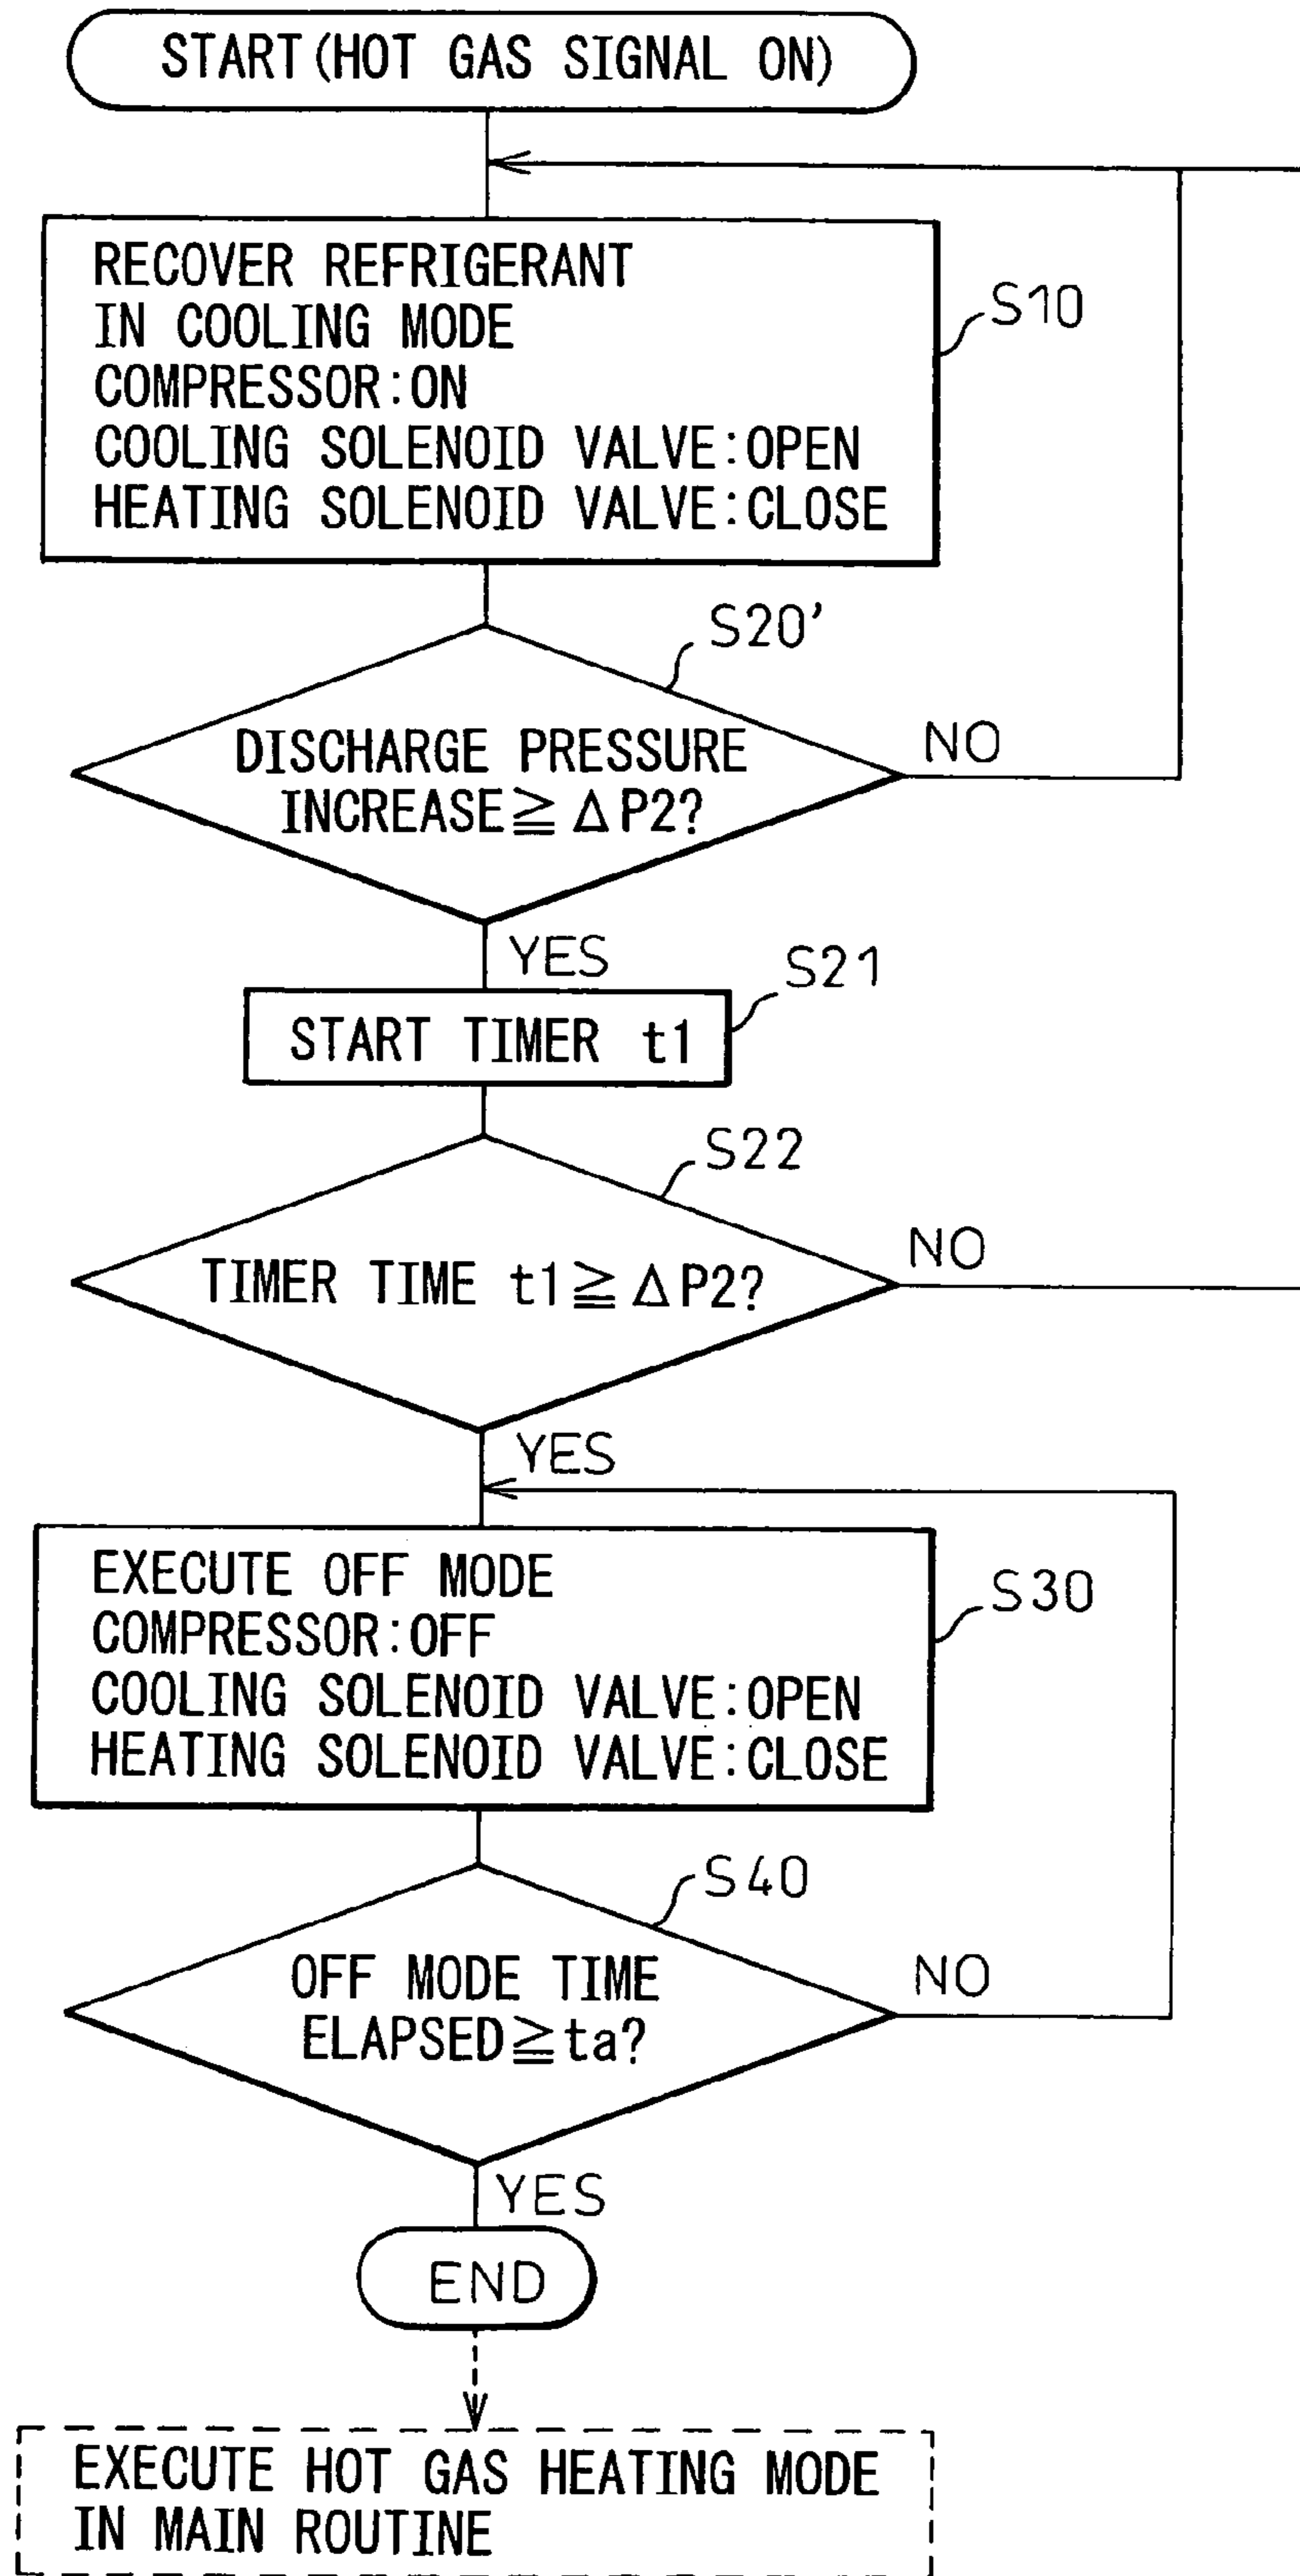 START (HOT GAS SIGNAL ON)
RECOVER REFRIGERANT
IN COOLING MODE
COMPRESSOR:ON
COOLING SOLENOID VALVE:OPEN
HEATING SOLENOID VALVE:CLOSE
S10
S20'
DISCHARGE PRESSURE
INCREASE≧ΔP2?
NO
YES
S21
START TIMER t1
S22
TIMER TIME t1≧ΔP2?
NO
YES
EXECUTE OFF MODE
COMPRESSOR:OFF
COOLING SOLENOID VALVE:OPEN
HEATING SOLENOID VALVE:CLOSE
S30
S40
OFF MODE TIME
ELAPSED≧ta?
NO
YES
END
EXECUTE HOT GAS HEATING MODE
IN MAIN ROUTINE